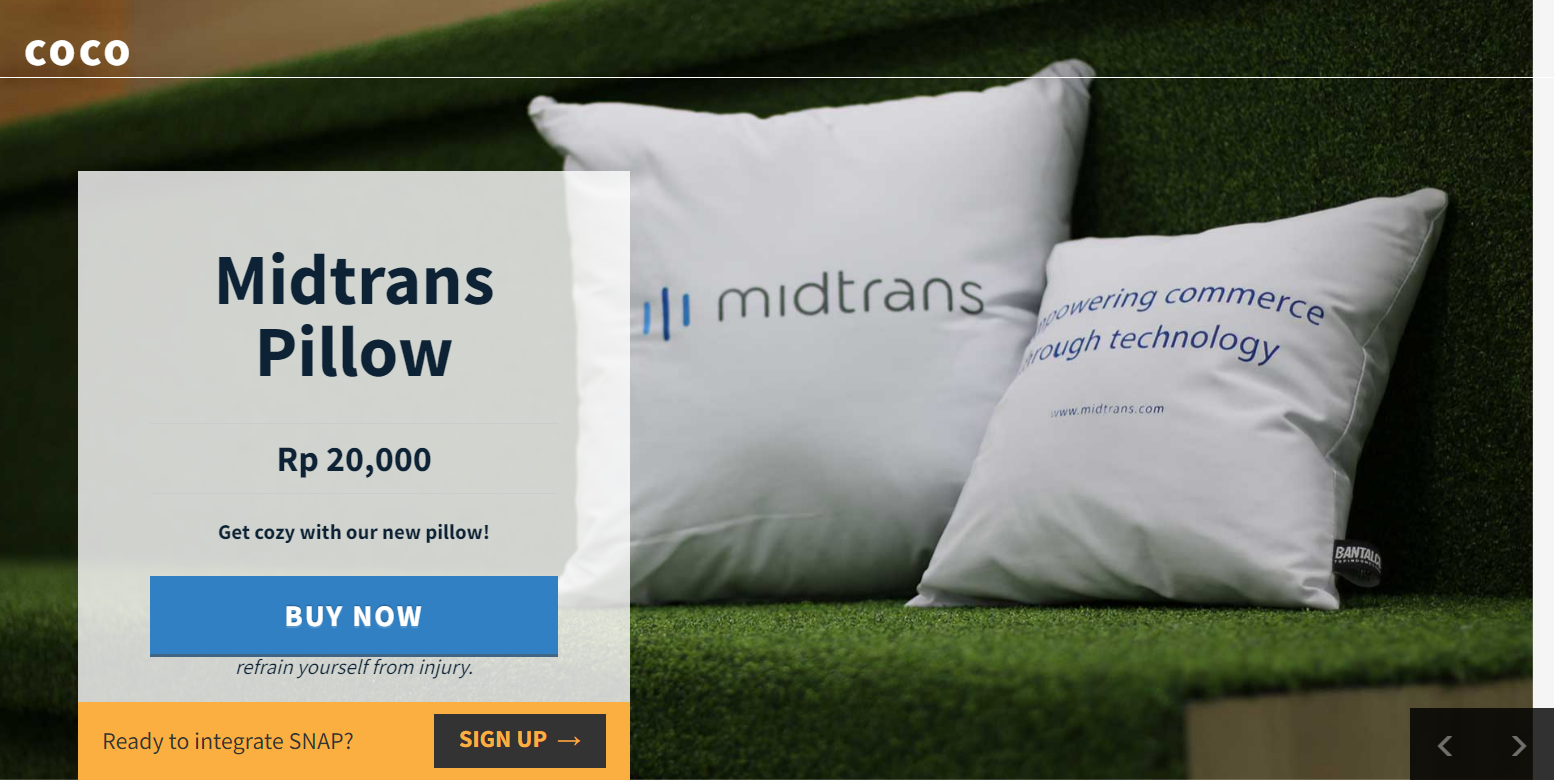 coco
Midtrans
Pillow
Rp 20,000
Get cozy with our new pillow!
BUY NOW
refrain yourself from injury.
Ready to integrate SNAP?
SIGN UP →
midtrans
powering commerce
rough technology
www.midtrans.com